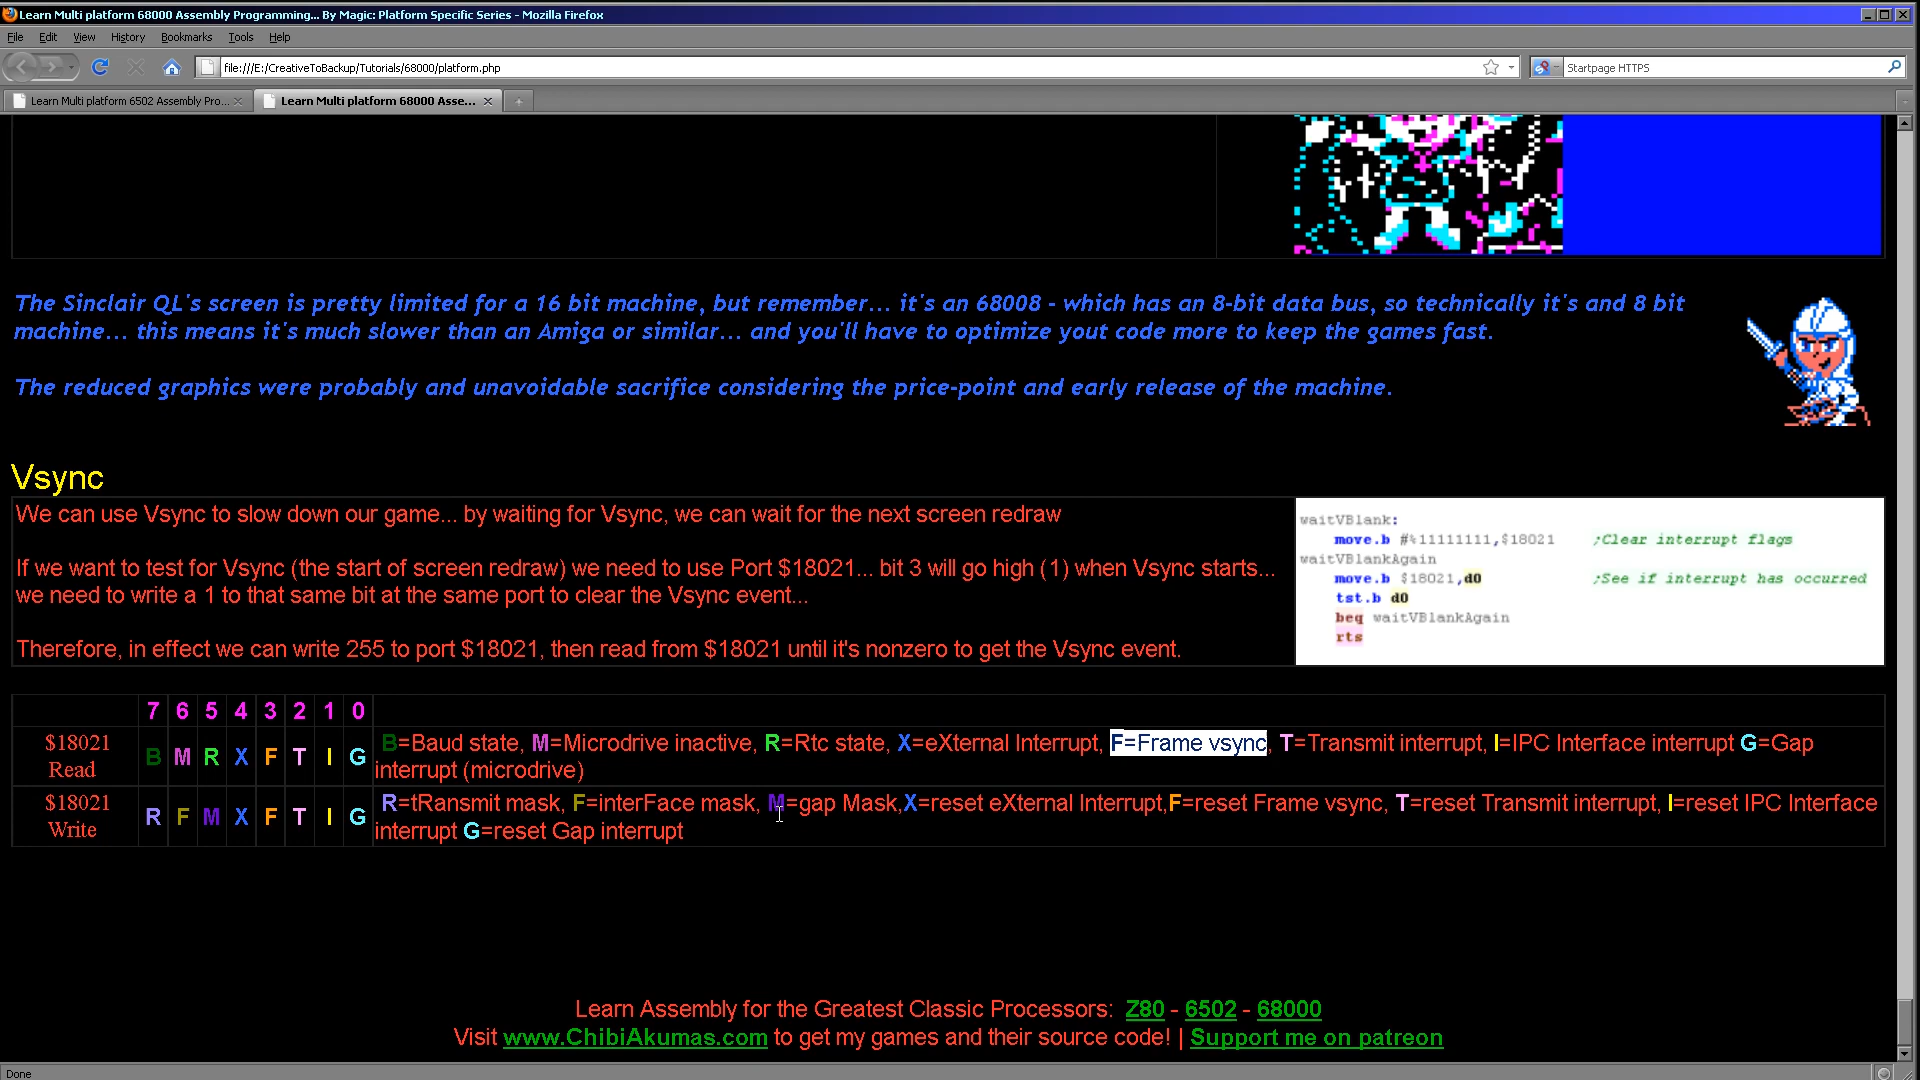 Learn Multi platform 68000 Assembly Programming... By Magic: Platform Specific Series - Mozilla Firefox
File Edit View History Bookmarks Tools Help
file:///E:/CreativeToBackup/Tutorials/68000/platform.php
Startpage HTTPS
Learn Multi platform 6502 Assembly Pro...
Learn Multi platform 68000 Asse...
The Sinclair QL's screen is pretty limited for a 16 bit machine, but remember... it's an 68008 - which has an 8-bit data bus, so technically it's and 8 bit
machine... this means it's much slower than an Amiga or similar... and you'll have to optimize yout code more to keep the games fast.
The reduced graphics were probably and unavoidable sacrifice considering the price-point and early release of the machine.
Vsync
We can use Vsync to slow down our game... by waiting for Vsync, we can wait for the next screen redraw
If we want to test for Vsync (the start of screen redraw) we need to use Port $18021... bit 3 will go high (1) when Vsync starts...
we need to write a 1 to that same bit at the same port to clear the Vsync event...
Therefore, in effect we can write 255 to port $18021, then read from $18021 until it's nonzero to get the Vsync event.
waitVBlank:
move.b #%11111111,$18021 ;Clear interrupt flags
waitVBlankAgain
move.b $18021,d0 ;See if interrupt has occurred
tst.b d0
beq waitVBlankAgain
rts
7 6 5 4 3 2 1 0
$18021 Read B M R X F T I G B=Baud state, M=Microdrive inactive, R=Rtc state, X=eXternal Interrupt, F=Frame vsync, T=Transmit interrupt, I=IPC Interface interrupt G=Gap
interrupt (microdrive)
$18021 Write R F M X F T I G R=tRansmit mask, F=interFace mask, M=gap Mask,X=reset eXternal Interrupt,F=reset Frame vsync, T=reset Transmit interrupt, I=reset IPC Interface
interrupt G=reset Gap interrupt
Learn Assembly for the Greatest Classic Processors: Z80 - 6502 - 68000
Visit www.ChibiAkumas.com to get my games and their source code! | Support me on patreon
Done